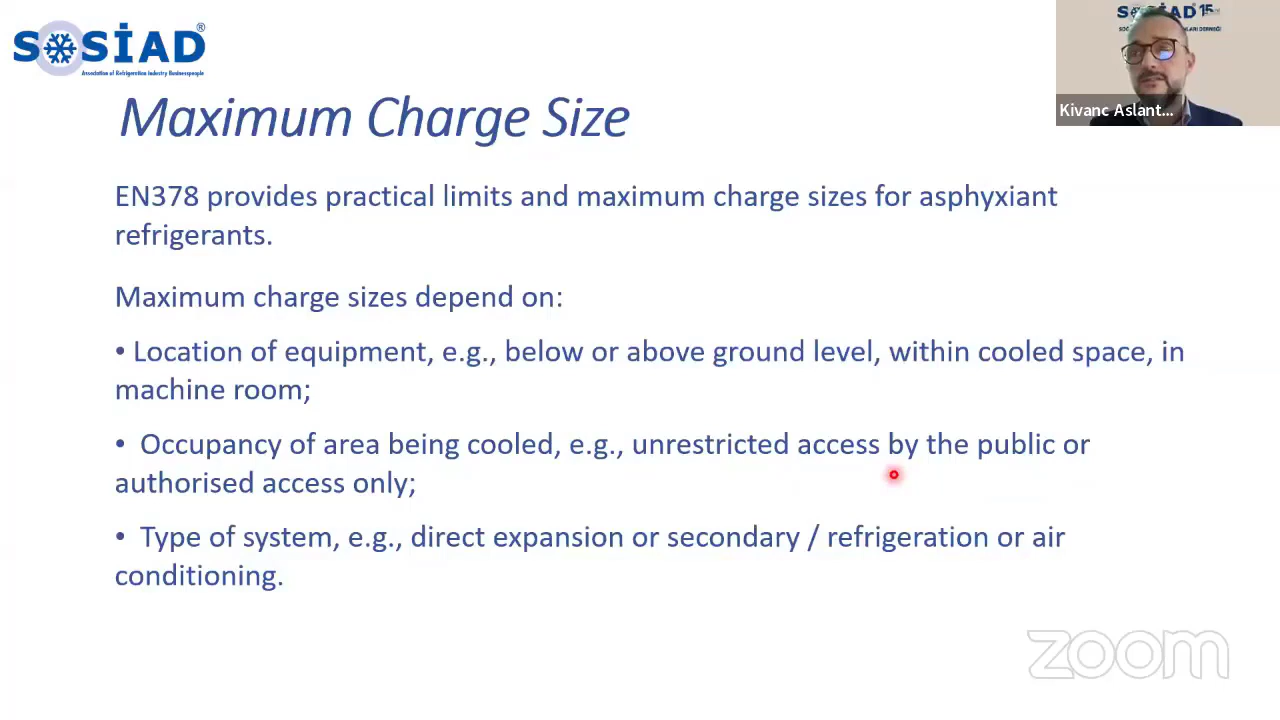 SOSİAD®
Association of Refrigeration Industry Businesspeople
SOSİAD 15
Kivanc Aslant...
Maximum Charge Size
EN378 provides practical limits and maximum charge sizes for asphyxiant
refrigerants.
Maximum charge sizes depend on:
• Location of equipment, e.g., below or above ground level, within cooled space, in
machine room;
• Occupancy of area being cooled, e.g., unrestricted access by the public or
authorised access only;
• Type of system, e.g., direct expansion or secondary / refrigeration or air
conditioning.
zoom